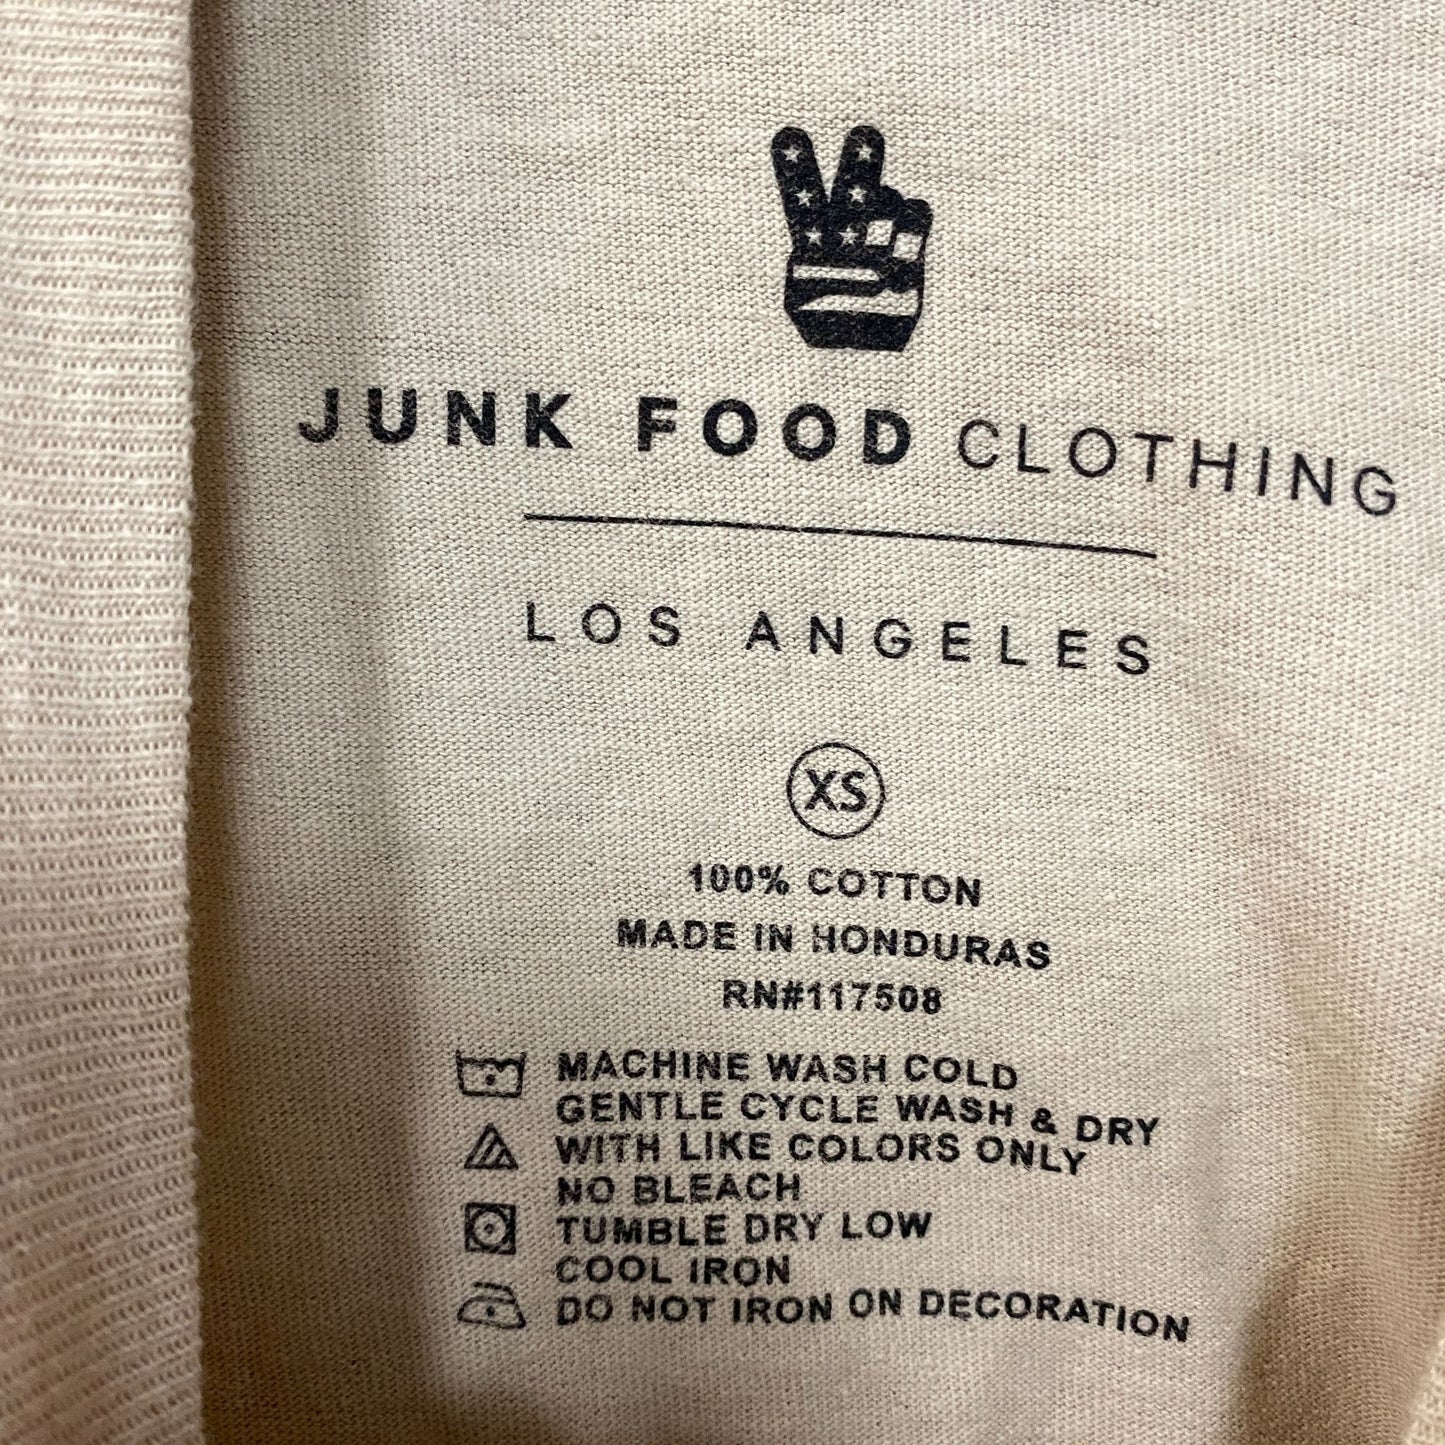 JUNK FOOD CLOTHING
LOS ANGELES
XS
100% COTTON
MADE IN HONDURAS
RN#117508
MACHINE WASH COLD
GENTLE CYCLE WASH & DRY
WITH LIKE COLORS ONLY
NO BLEACH
TUMBLE DRY LOW
COOL IRON
DO NOT IRON ON DECORATION